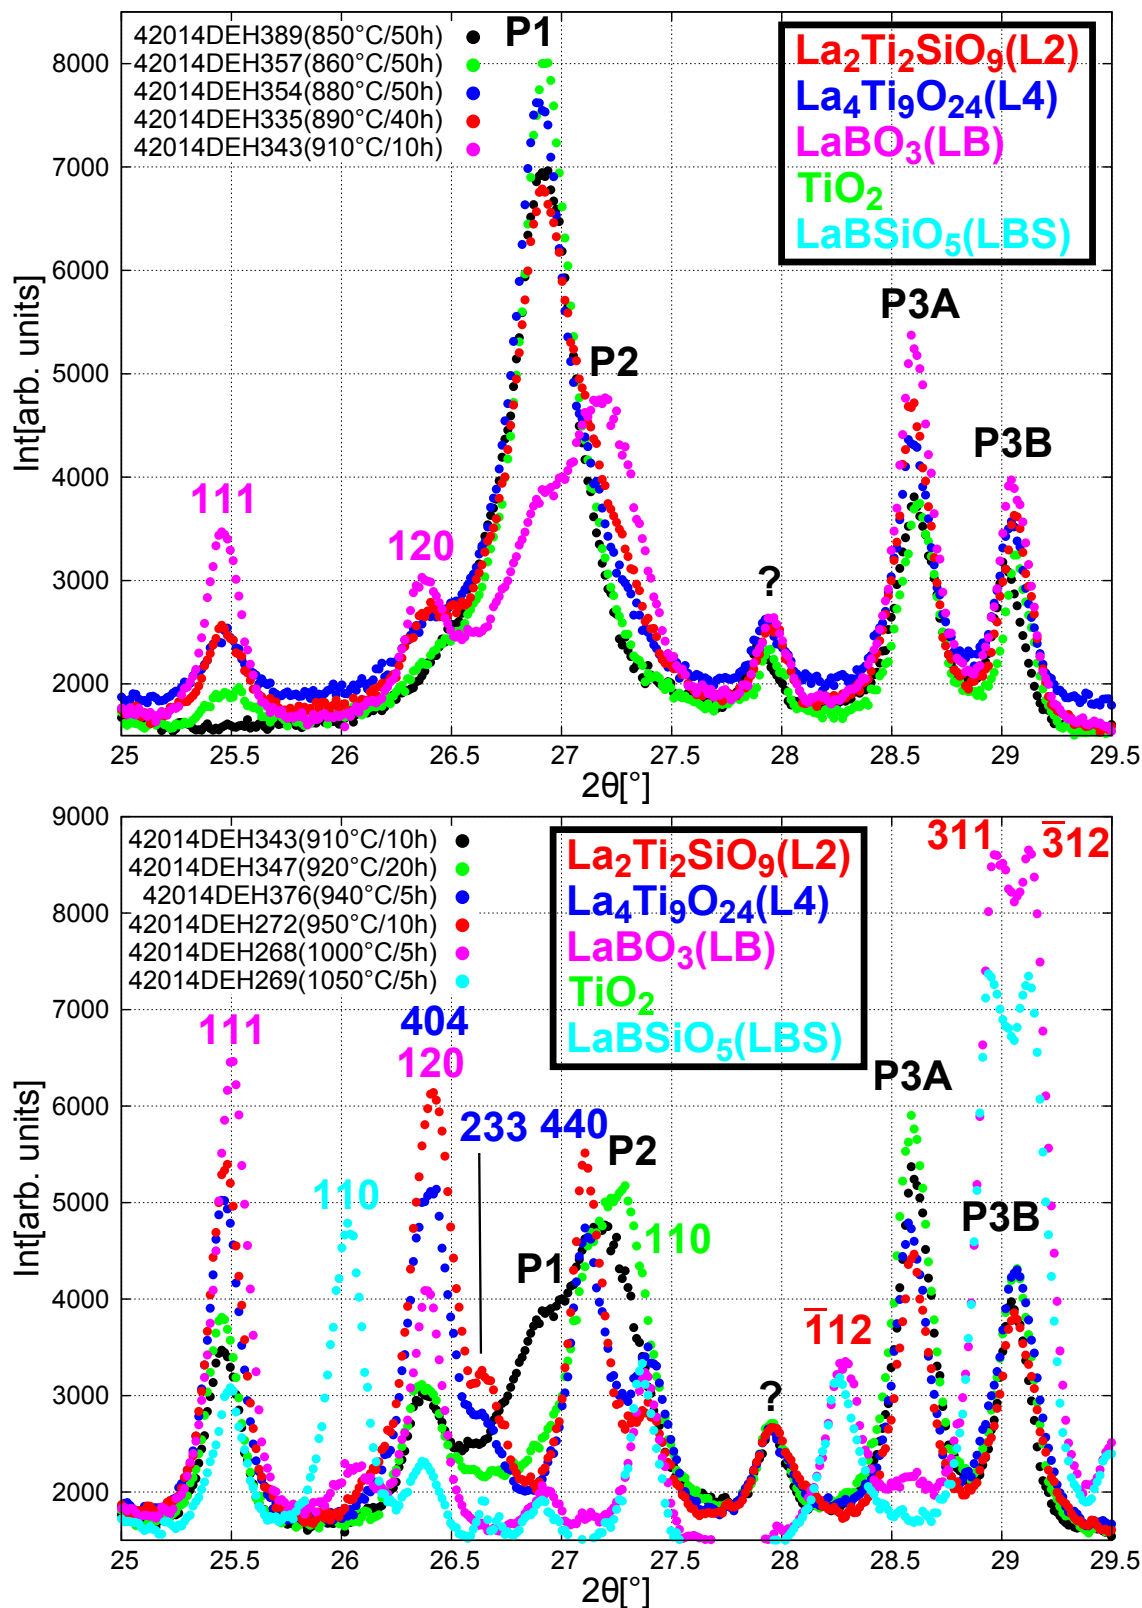 42014DEH389(850°C/50h)
42014DEH357(860°C/50h)
42014DEH354(880°C/50h)
42014DEH335(890°C/40h)
42014DEH343(910°C/10h)
P1
La2Ti2SiO9(L2)
La4Ti9O24(L4)
LaBO3(LB)
TiO2
LaBSiO5(LBS)
P3A
P2
P3B
111
120
?
Int[arb. units]
8000
7000
6000
5000
4000
3000
2000
25 25.5 26 26.5 27 27.5 28 28.5 29 29.5
2θ[°]
42014DEH343(910°C/10h)
42014DEH347(920°C/20h)
42014DEH376(940°C/5h)
42014DEH272(950°C/10h)
42014DEH268(1000°C/5h)
42014DEH269(1050°C/5h)
La2Ti2SiO9(L2)
La4Ti9O24(L4)
LaBO3(LB)
TiO2
LaBSiO5(LBS)
311 3̅12
111
404
120
P3A
233 440
P2
110
P3B
110
P1
1̅12
?
Int[arb. units]
9000
8000
7000
6000
5000
4000
3000
2000
25 25.5 26 26.5 27 27.5 28 28.5 29 29.5
2θ[°]